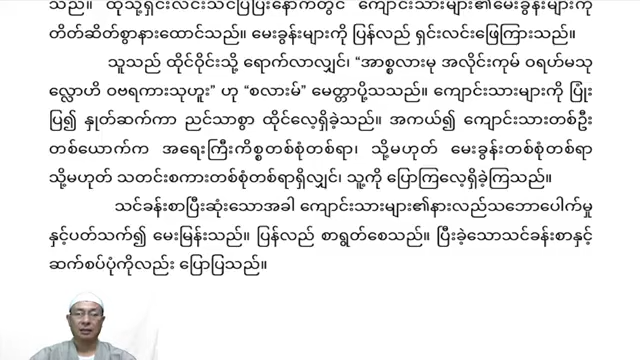 သည်။ ထို့သို့ရှင်းလင်းသင်ပြပြီးနောက်တွင် ကျောင်းသားများ၏မေးခွန်းများကို
တိတ်ဆိတ်စွာနားထောင်သည်။ မေးခွန်းများကို ပြန်လည် ရှင်းလင်းဖြေကြားသည်။
သူသည် ထိုင်ဝိုင်းသို့ ရောက်လာလျှင်၊ “အာစ္စလားမု အလိုင်းကုမ် ဝရဟ်မသု
လ္လောဟိ ဝဗရကားသုဟူး” ဟု “စလားမ်” မေတ္တာပို့သသည်။ ကျောင်းသားများကို ပြုံး
ပြ၍ နှုတ်ဆက်ကာ ညင်သာစွာ ထိုင်လေ့ရှိခဲ့သည်။ အကယ်၍ ကျောင်းသားတစ်ဦး
တစ်ယောက်က အရေးကြီးကိစ္စတစ်စုံတစ်ရာ၊ သို့မဟုတ် မေးခွန်းတစ်စုံတစ်ရာ
သို့မဟုတ် သတင်းစကားတစ်စုံတစ်ရာရှိလျှင်၊ သူ့ကို ပြောကြလေ့ရှိခဲ့ကြသည်။
သင်ခန်းစာပြီးဆုံးသောအခါ ကျောင်းသားများ၏နားလည်သဘောပေါက်မှု
နှင့်ပတ်သက်၍ မေးမြန်းသည်။ ပြန်လည် စာရွတ်စေသည်။ ပြီးခဲ့သောသင်ခန်းစာနှင့်
ဆက်စပ်ပုံကိုလည်း ပြောပြသည်။